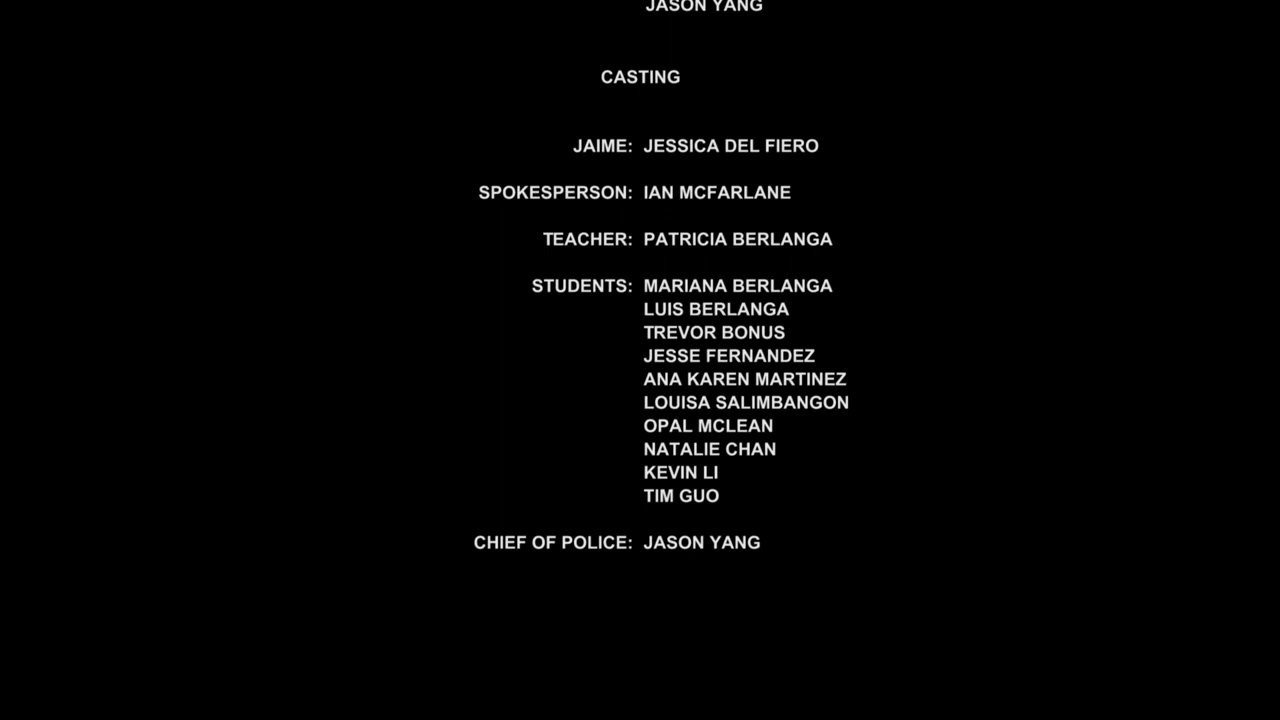 JASON YANG
CASTING
JAIME: JESSICA DEL FIERO
SPOKESPERSON: IAN MCFARLANE
TEACHER: PATRICIA BERLANGA
STUDENTS: MARIANA BERLANGA
LUIS BERLANGA
TREVOR BONUS
JESSE FERNANDEZ
ANA KAREN MARTINEZ
LOUISA SALIMBANGON
OPAL MCLEAN
NATALIE CHAN
KEVIN LI
TIM GUO
CHIEF OF POLICE: JASON YANG